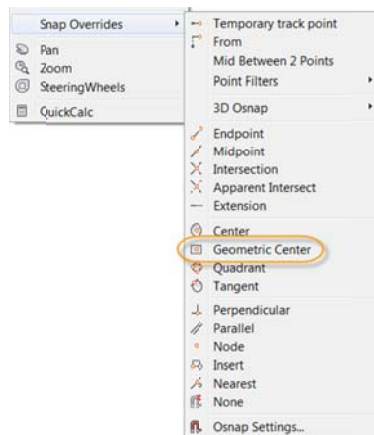 Snap Overrides
Pan
Zoom
SteeringWheels
QuickCalc
Temporary track point
From
Mid Between 2 Points
Point Filters
3D Osnap
Endpoint
Midpoint
Intersection
Apparent Intersect
Extension
Center
Geometric Center
Quadrant
Tangent
Perpendicular
Parallel
Node
Insert
Nearest
None
Osnap Settings...